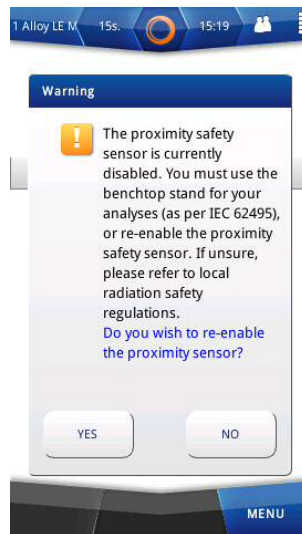 1 Alloy LE M 15s. 15:19
Warning
The proximity safety
sensor is currently
disabled. You must use the
benchtop stand for your
analyses (as per IEC 62495),
or re-enable the proximity
safety sensor. If unsure,
please refer to local
radiation safety
regulations.
Do you wish to re-enable
the proximity sensor?
YES NO
MENU